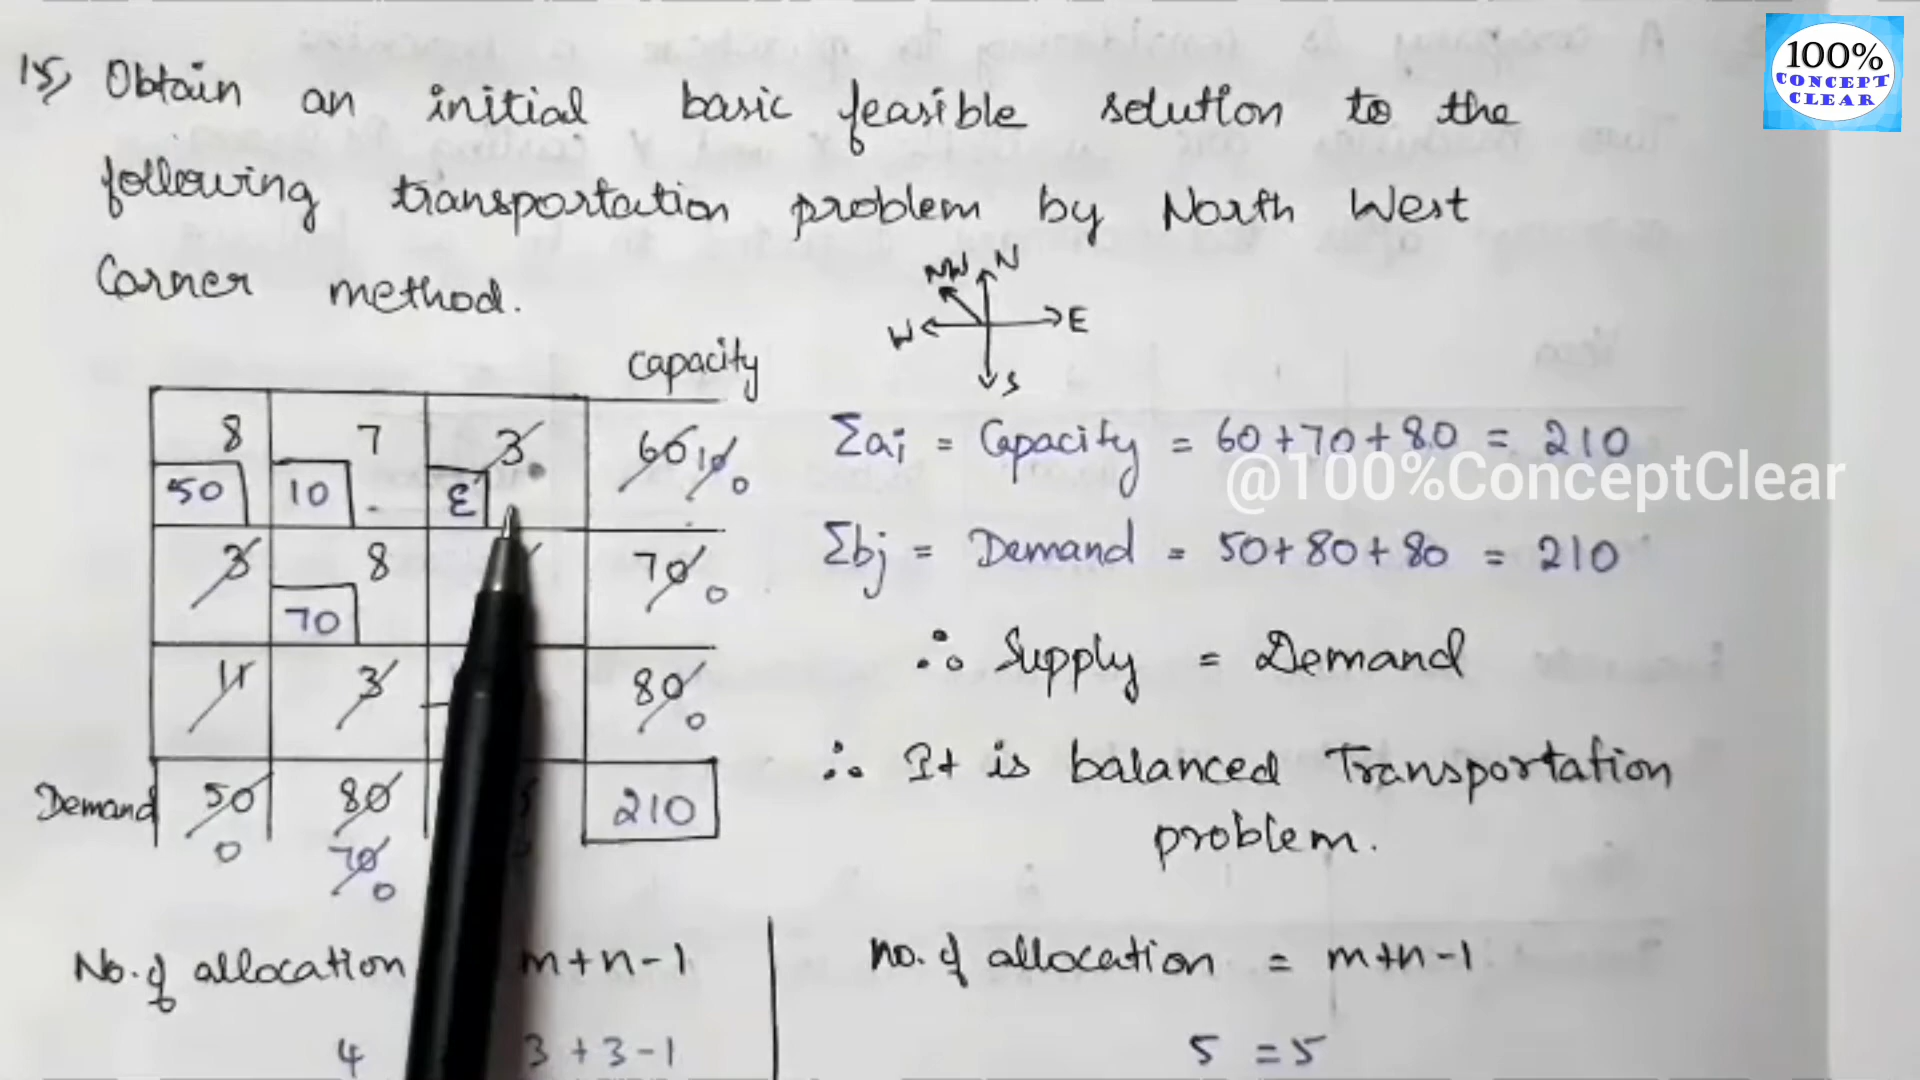 100%
CONCEPT
CLEAR
15) Obtain an initial basic feasible solution to the
following transportation problem by North West
Corner method.
NW N
W E
S
capacity
8 7 3 60 10 0
50 10 ε
3 8 70 0
70
11 3 80 0
Demand 50 80 210
0 70 0
Σai = Capacity = 60+70+80 = 210
@100%ConceptClear
Σbj = Demand = 50+80+80 = 210
∴ Supply = Demand
∴ It is balanced Transportation
problem.
No. of allocation m+n-1
4 3+3-1
no. of allocation = m+n-1
5 = 5